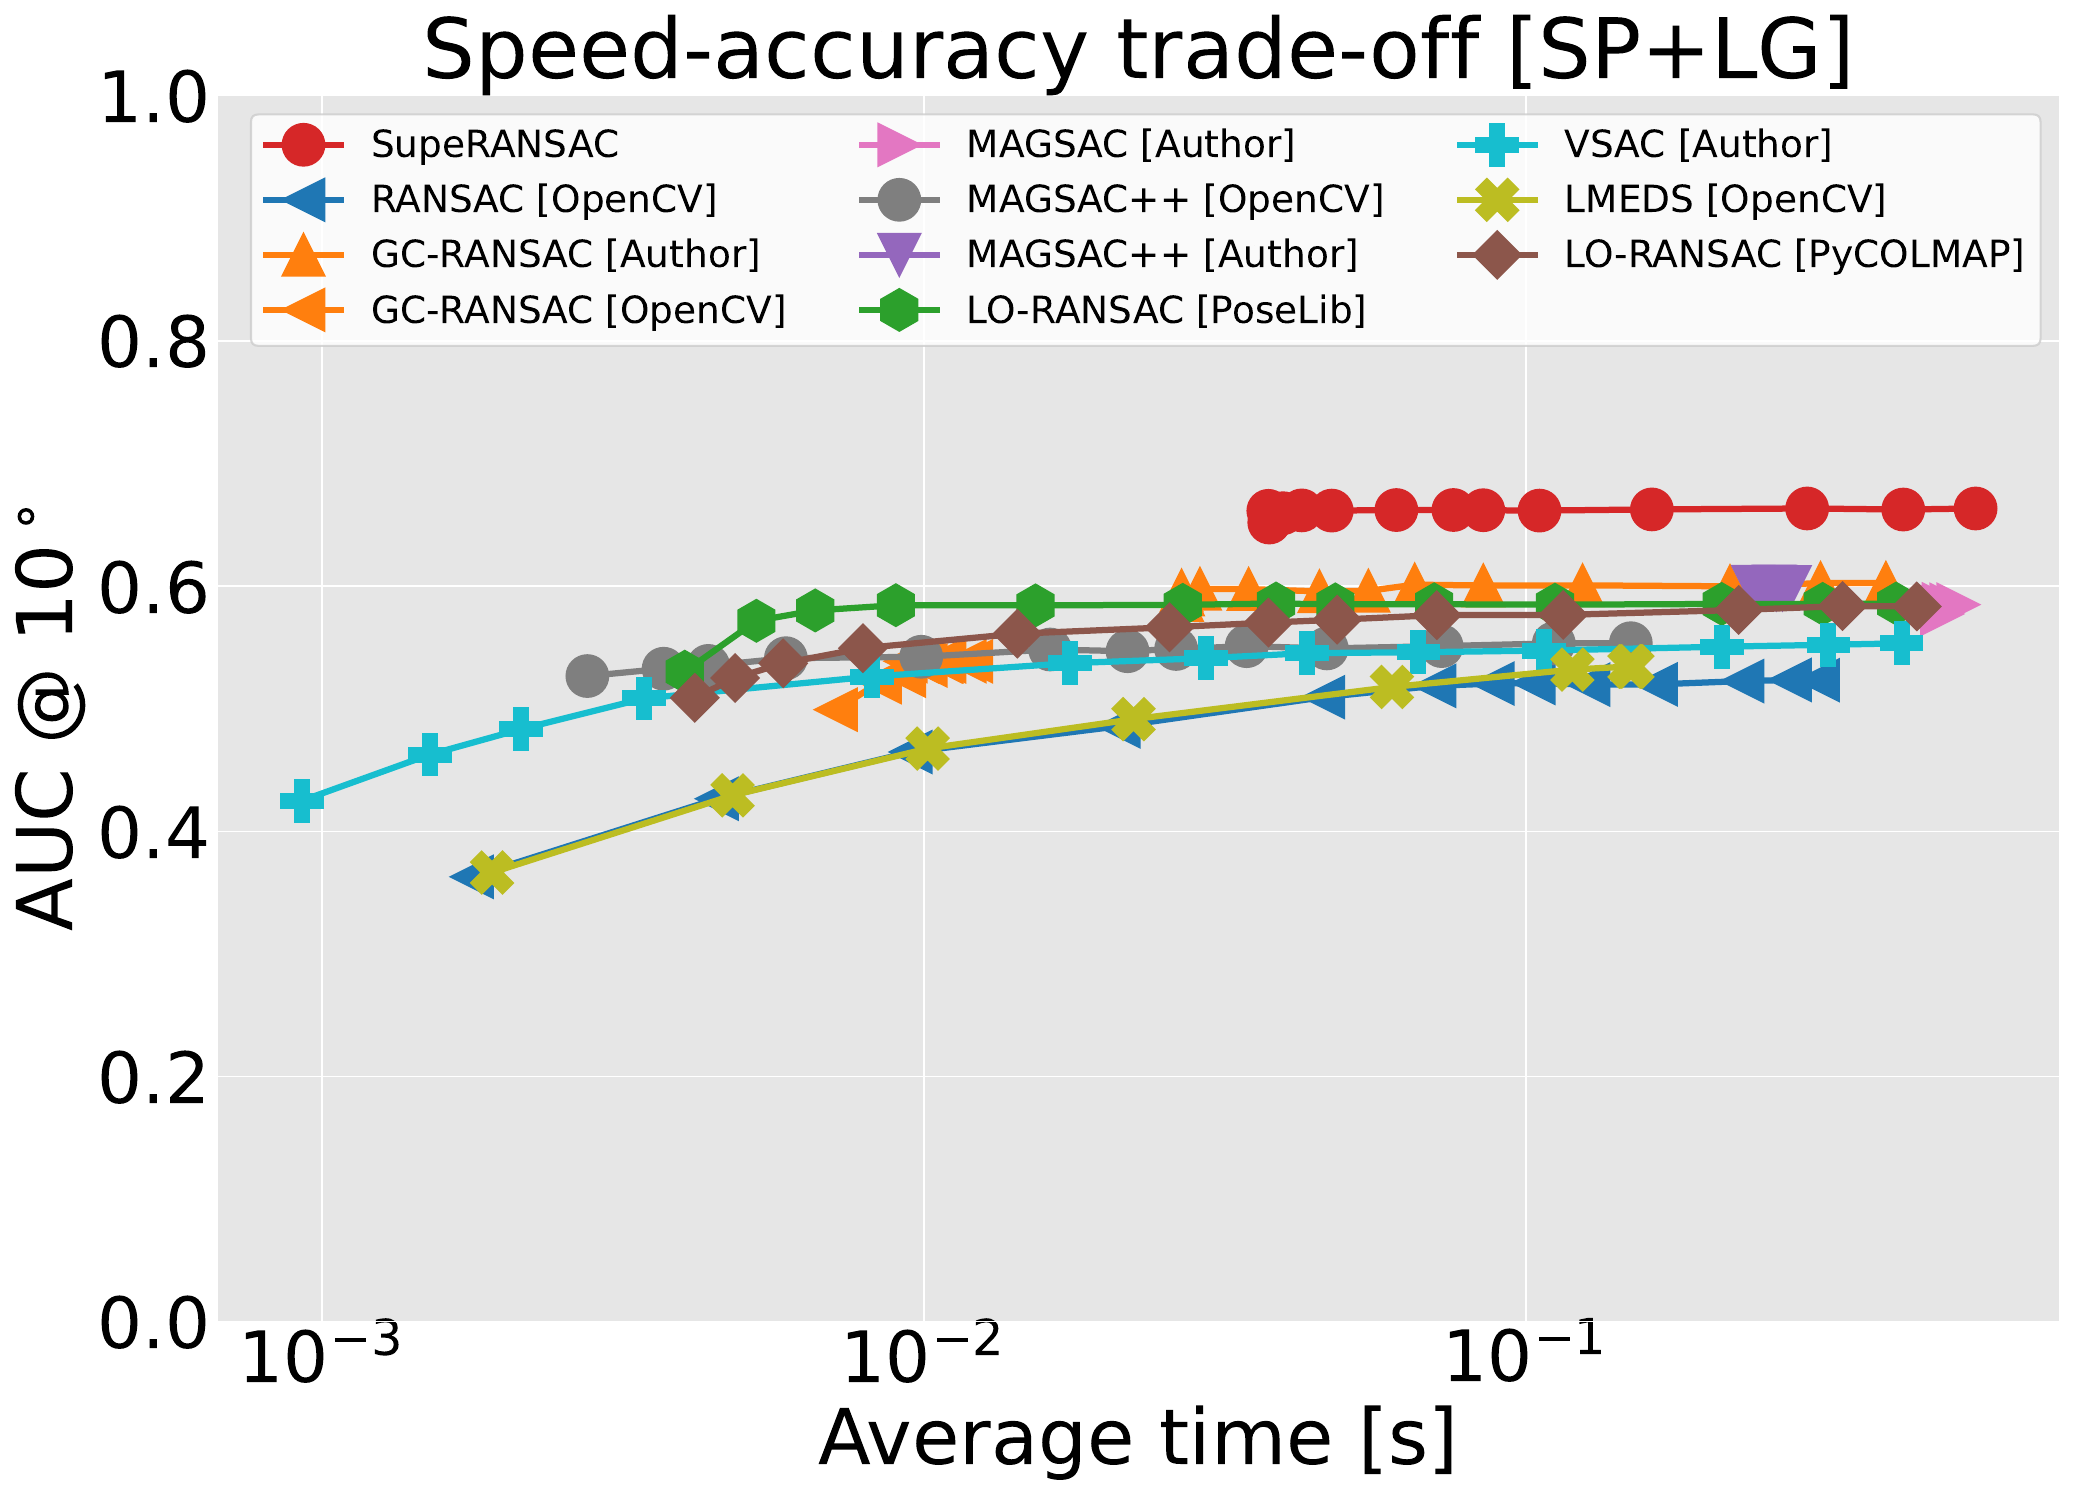 Speed-accuracy trade-off [SP+LG]
SupeRANSAC
RANSAC [OpenCV]
GC-RANSAC [Author]
GC-RANSAC [OpenCV]
MAGSAC [Author]
MAGSAC++ [OpenCV]
MAGSAC++ [Author]
LO-RANSAC [PoseLib]
VSAC [Author]
LMEDS [OpenCV]
LO-RANSAC [PyCOLMAP]
AUC @ 10°
1.0
0.8
0.6
0.4
0.2
0.0
10⁻³
10⁻²
10⁻¹
Average time [s]